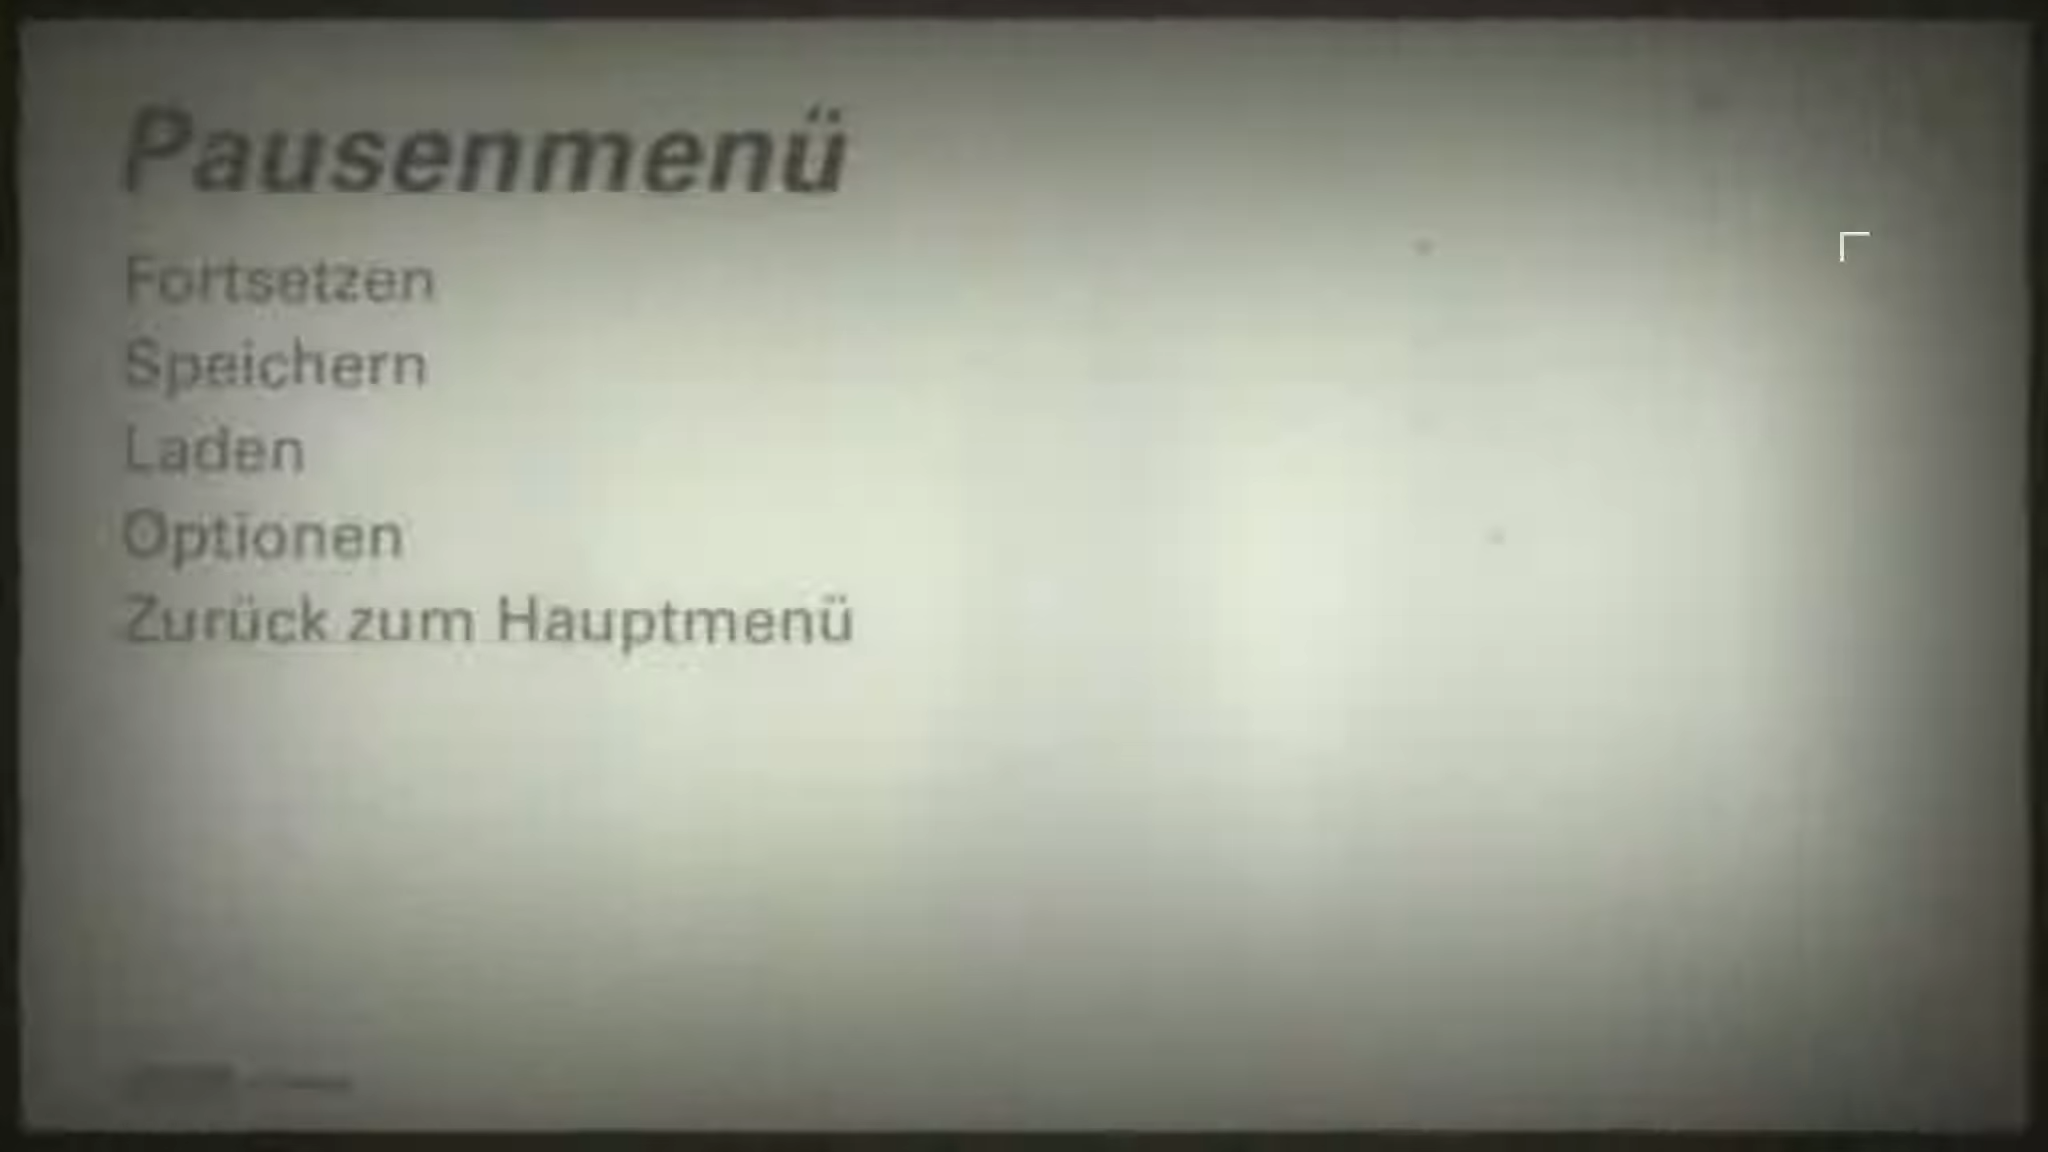 Pausenmenü
Fortsetzen
Speichern
Laden
Optionen
Zurück zum Hauptmenü